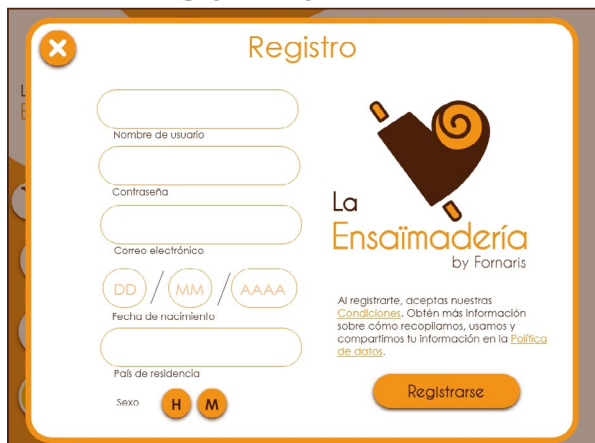 Registro
Nombre de usuario
Contraseña
Correo electrónico
DD / MM / AAAA
Fecha de nacimiento
País de residencia
Sexo H M
La
Ensaïmadería
by Fornaris
Al registrarte, aceptas nuestras
Condiciones. Obtén más información
sobre cómo recopilamos, usamos y
compartimos tu información en la Política
de datos.
Registrarse